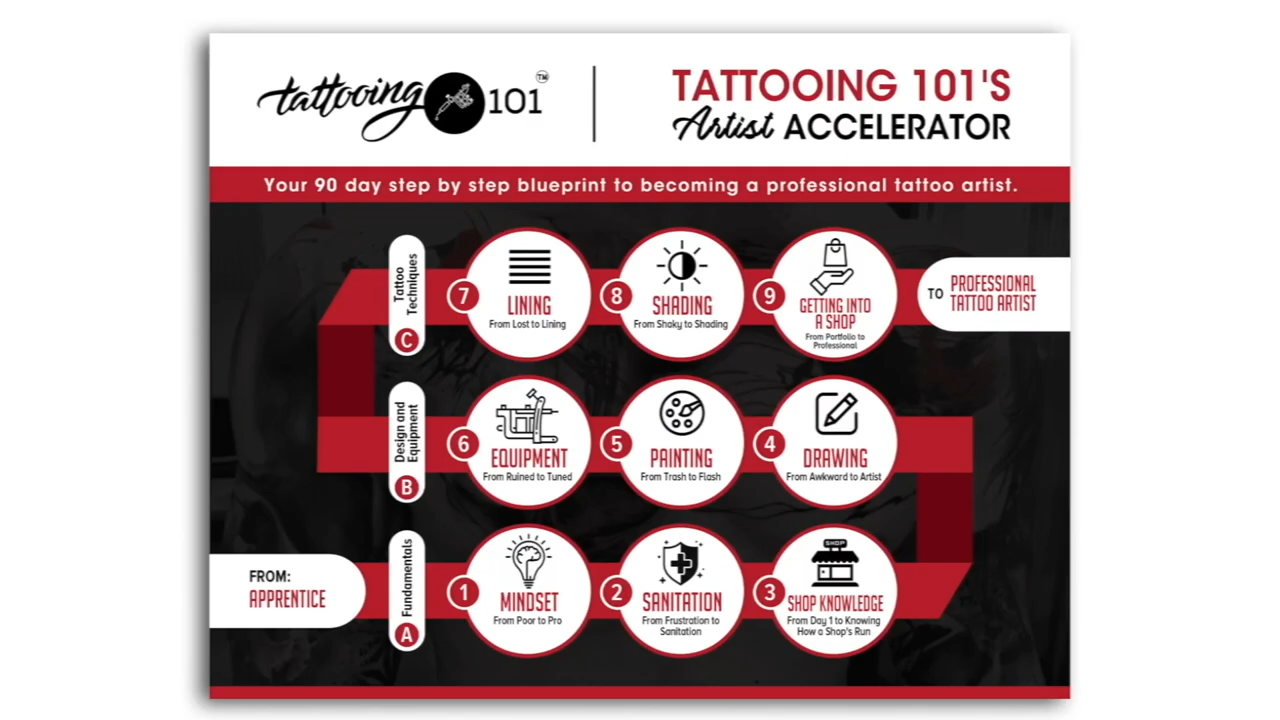 tattooing 101 TM
TATTOOING 101'S
Artist ACCELERATOR
Your 90 day step by step blueprint to becoming a professional tattoo artist.
Tattoo
Techniques
C
7
LINING
From Lost to Lining
8
SHADING
From Shaky to Shading
9
GETTING INTO
A SHOP
From Portfolio to
Professional
TO PROFESSIONAL
TATTOO ARTIST
Design and
Equipment
B
6
EQUIPMENT
From Ruined to Tuned
5
PAINTING
From Trash to Flash
4
DRAWING
From Awkward to Artist
FROM:
APPRENTICE
Fundamentals
A
1
MINDSET
From Poor to Pro
2
SANITATION
From Frustration to
Sanitation
3
SHOP
SHOP KNOWLEDGE
From Day 1 to Knowing
How a Shop's Run